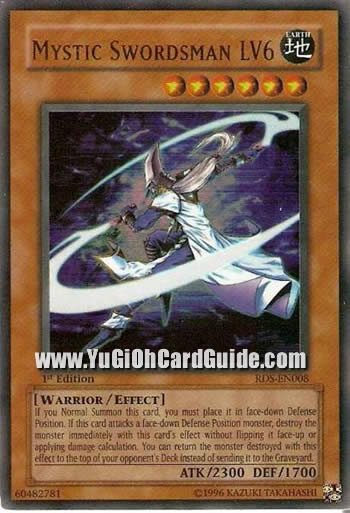 MYSTIC SWORDSMAN LV6
EARTH
地
www.YuGiOhCardGuide.com
1st Edition
RDS-EN008
[WARRIOR/EFFECT]
If you Normal Summon this card, you must place it in face-down Defense
Position. If this card attacks a face-down Defense Position monster, destroy the
monster immediately with this card's effect without flipping it face-up or
applying damage calculation. You can return the monster destroyed with
this effect to the top of your opponent's Deck instead of sending it to the Graveyard.
ATK/2300 DEF/1700
60482781
©1996 KAZUKI TAKAHASHI